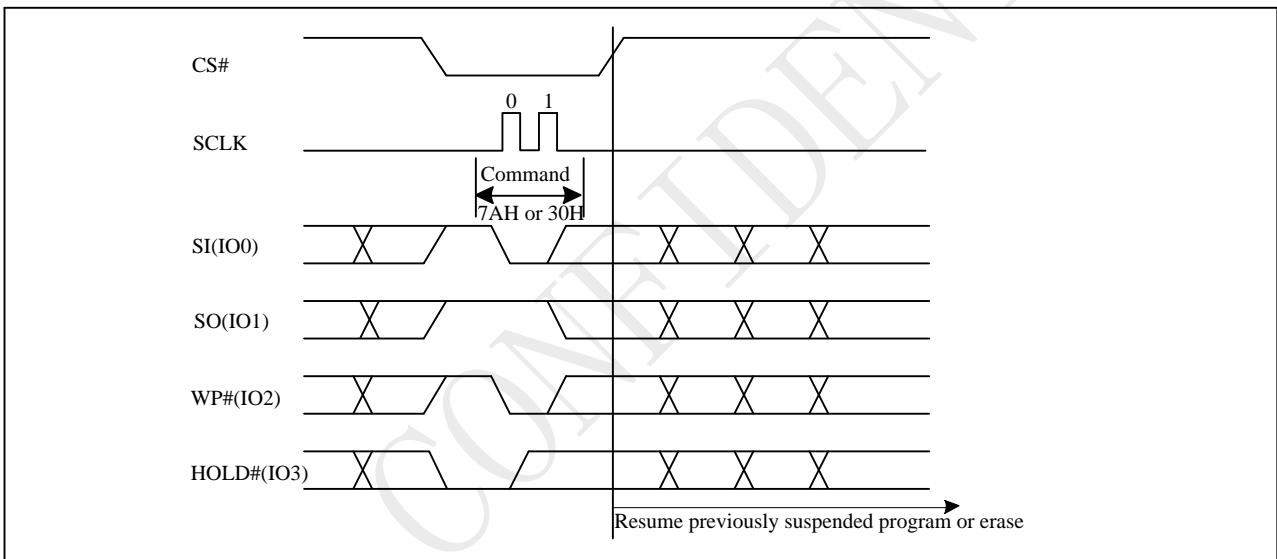 CS#
0 1
SCLK
Command
7AH or 30H
SI(IO0)
SO(IO1)
WP#(IO2)
HOLD#(IO3)
Resume previously suspended program or erase
CONFIDEN